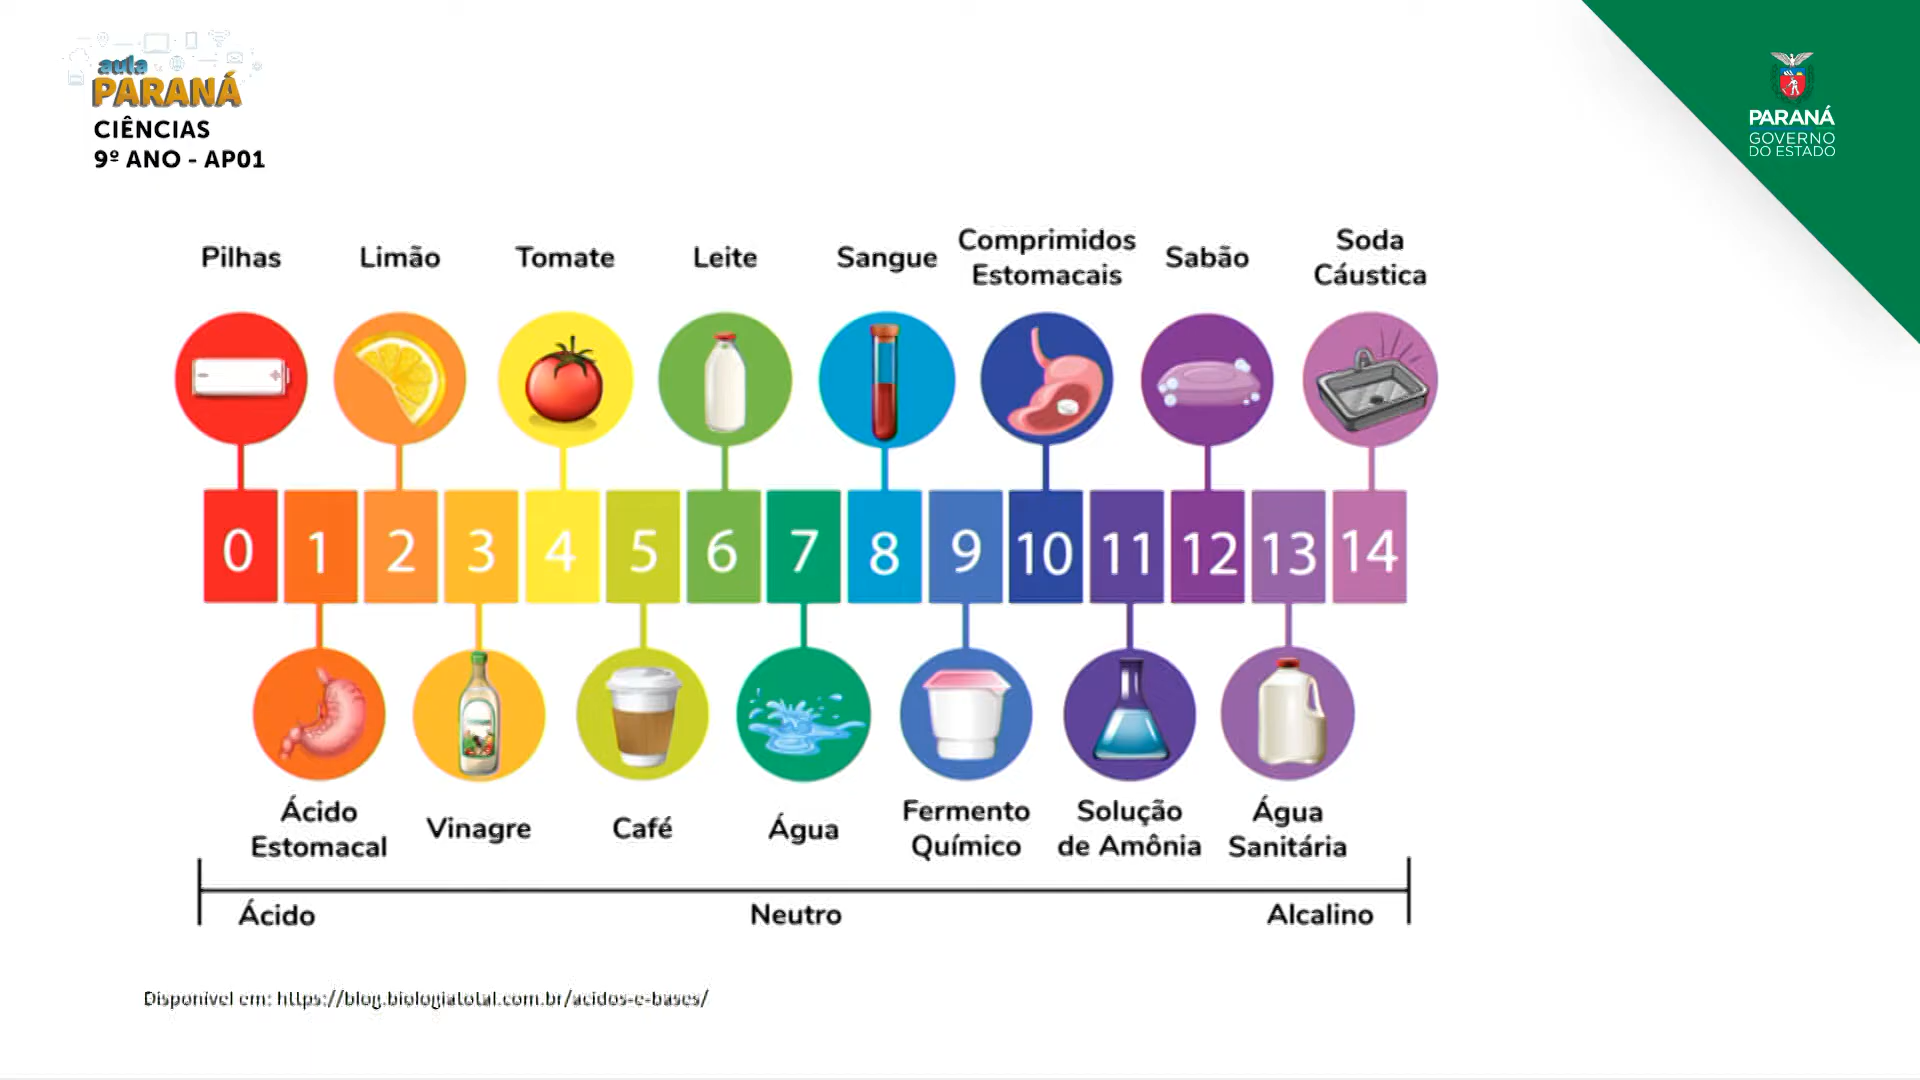 aula
PARANÁ
CIÊNCIAS
9º ANO - AP01
PARANÁ
GOVERNO
DO ESTADO
Pilhas
Limão
Tomate
Leite
Sangue
Comprimidos
Estomacais
Sabão
Soda
Cáustica
0 1 2 3 4 5 6 7 8 9 10 11 12 13 14
Ácido
Estomacal
Vinagre
Café
Água
Fermento
Químico
Solução
de Amônia
Água
Sanitária
Ácido
Neutro
Alcalino
Disponível em: https://blog.biologiatotal.com.br/acidos-e-bases/